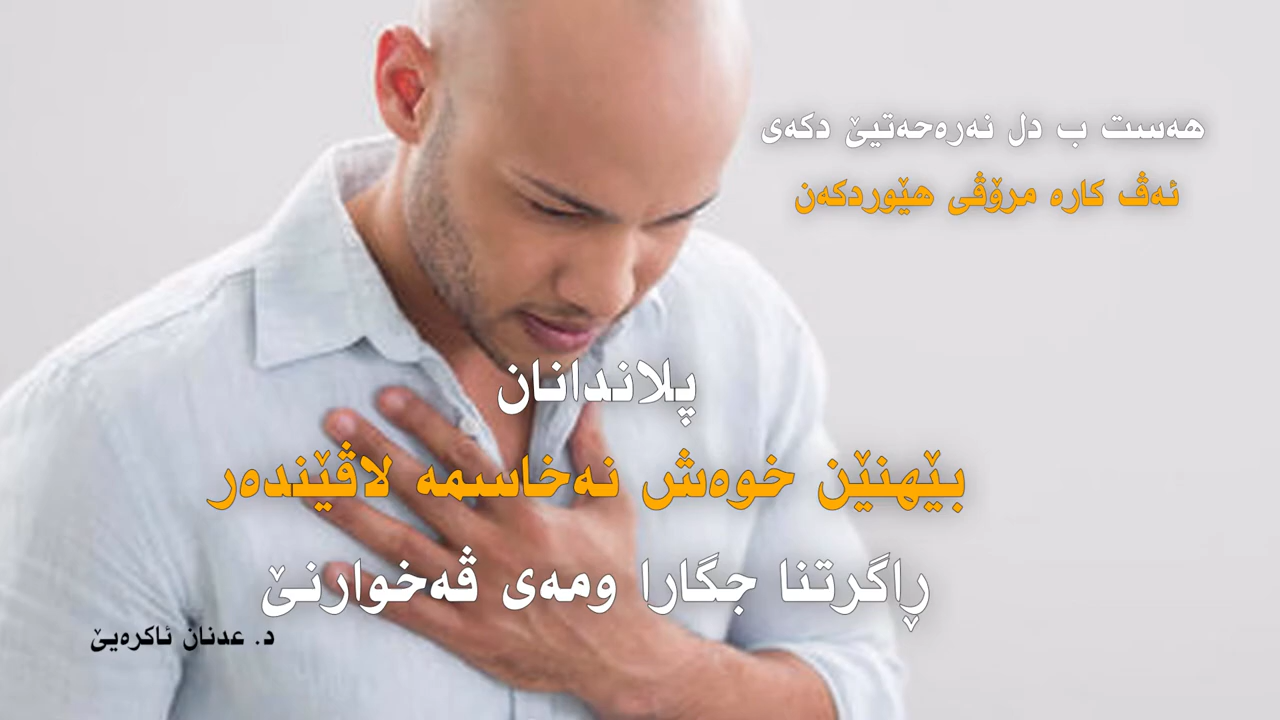 هەست ب دل نەرەحەتیێ دکەی
ئەڤ کارە مرۆڤی هێوردکەن
پلاندانان
بێهنێن خوەش نەخاسمە لاڤێندەر
ڕاگرتنا جگارا ومەی ڤەخوارنێ
د. عدنان ئاکرەیێ